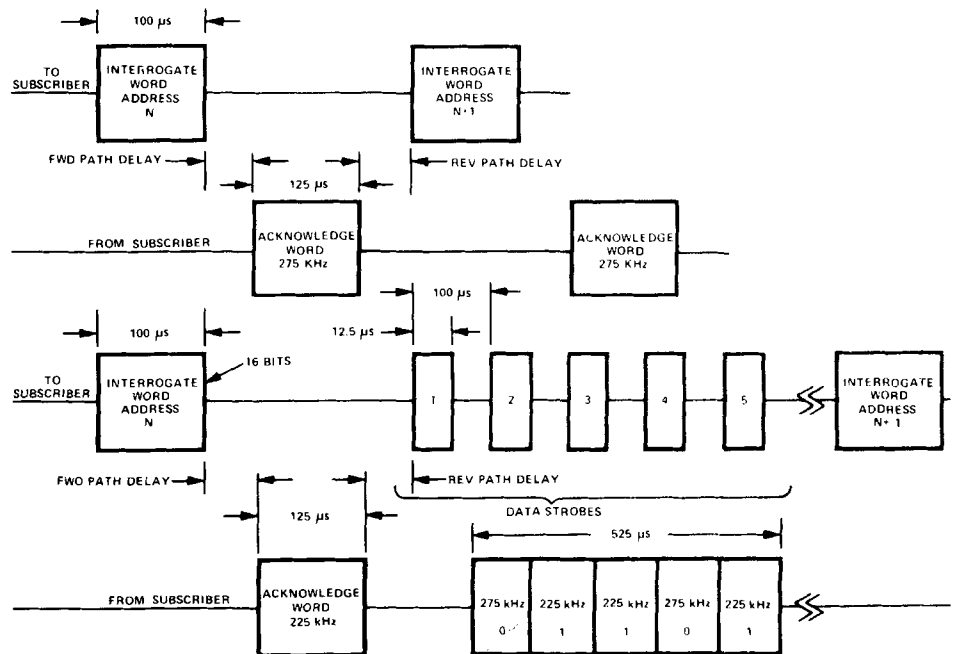 100 µs
TO
SUBSCRIBER
INTERROGATE
WORD
ADDRESS
N
INTERROGATE
WORD
ADDRESS
N+1
FWD PATH DELAY
REV PATH DELAY
125 µs
FROM SUBSCRIBER
ACKNOWLEDGE
WORD
275 KHz
ACKNOWLEDGE
WORD
275 KHz
100 µs
100 µs
12.5 µs
16 BITS
TO
SUBSCRIBER
INTERROGATE
WORD
ADDRESS
N
1
2
3
4
5
INTERROGATE
WORD
ADDRESS
N+1
FWO PATH DELAY
REV PATH DELAY
125 µs
DATA STROBES
525 µs
FROM SUBSCRIBER
ACKNOWLEDGE
WORD
225 kHz
275 kHz
0
225 kHz
1
225 kHz
1
275 kHz
0
225 kHz
1